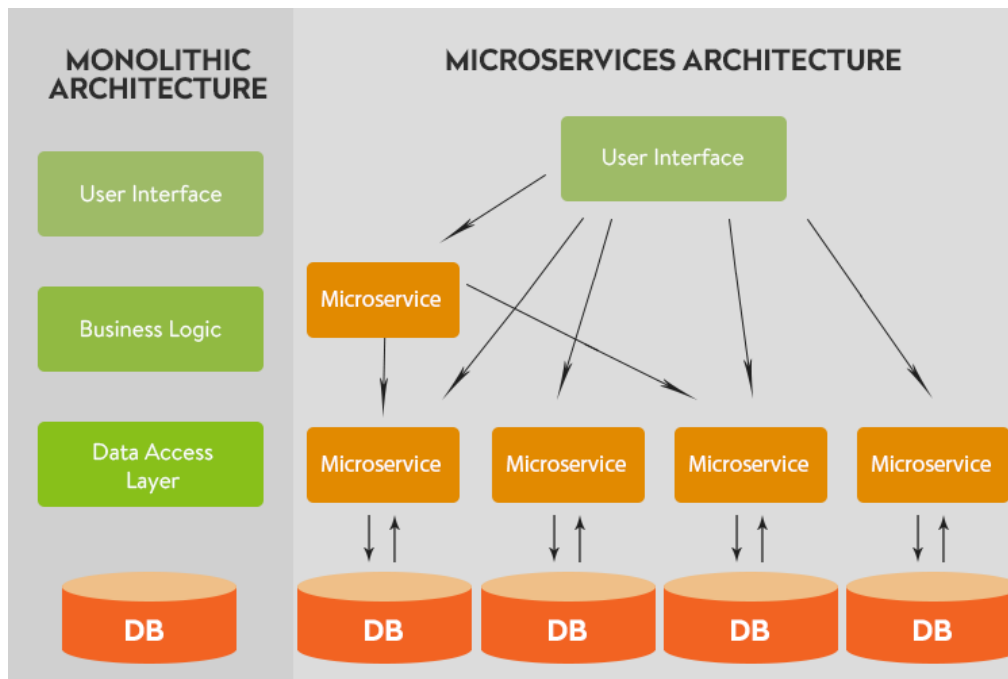 MONOLITHIC
ARCHITECTURE
User Interface
Business Logic
Data Access
Layer
DB
MICROSERVICES ARCHITECTURE
User Interface
Microservice
Microservice
Microservice
Microservice
Microservice
DB
DB
DB
DB